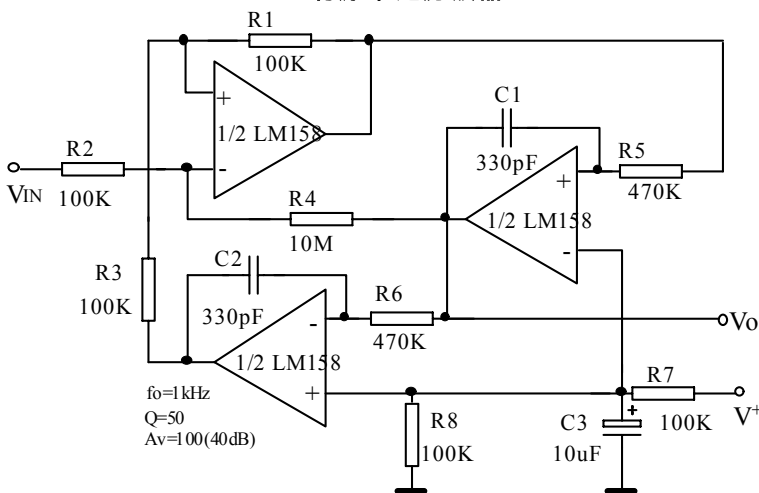 R1
100K
+
1/2 LM158
-
C1
330pF
R5
470K
R2
VIN
100K
R4
10M
+
1/2 LM158
-
C2
330pF
R3
100K
R6
470K
Vo
-
1/2 LM158
+
fo=1kHz
Q=50
Av=100(40dB)
R7
100K
V+
R8
100K
C3
+
10uF